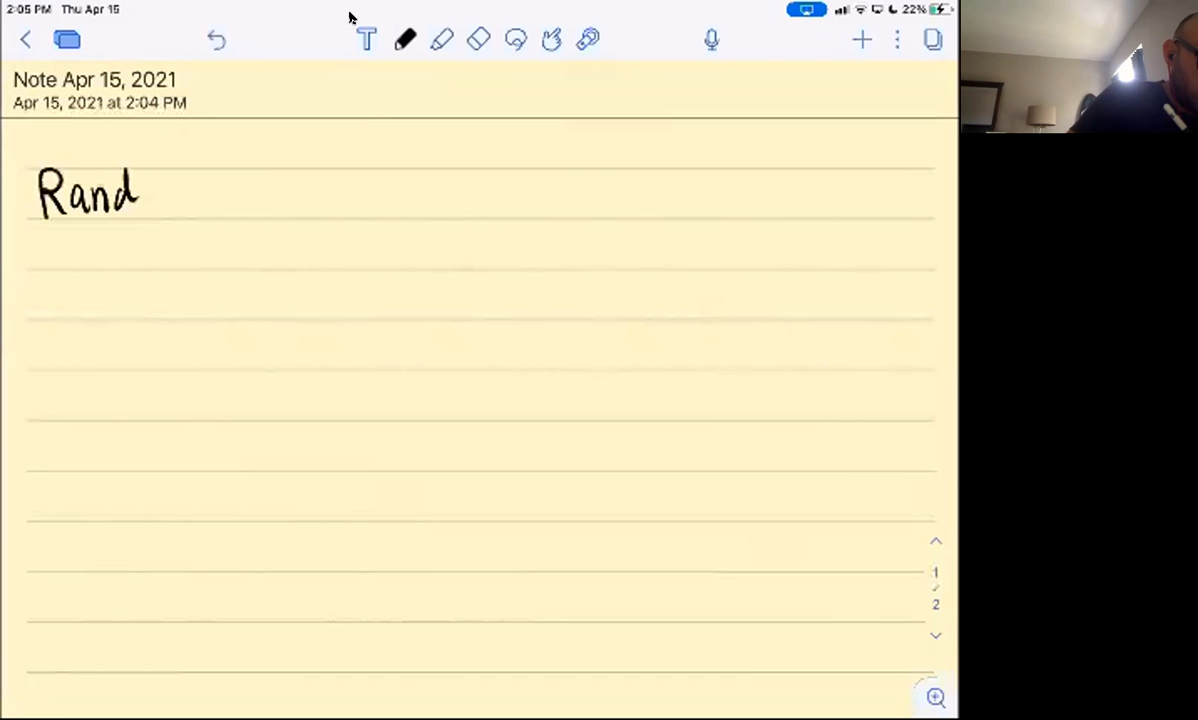 2:05 PM Thu Apr 15
22%
T
Note Apr 15, 2021
Apr 15, 2021 at 2:04 PM
Rand
1
/
2